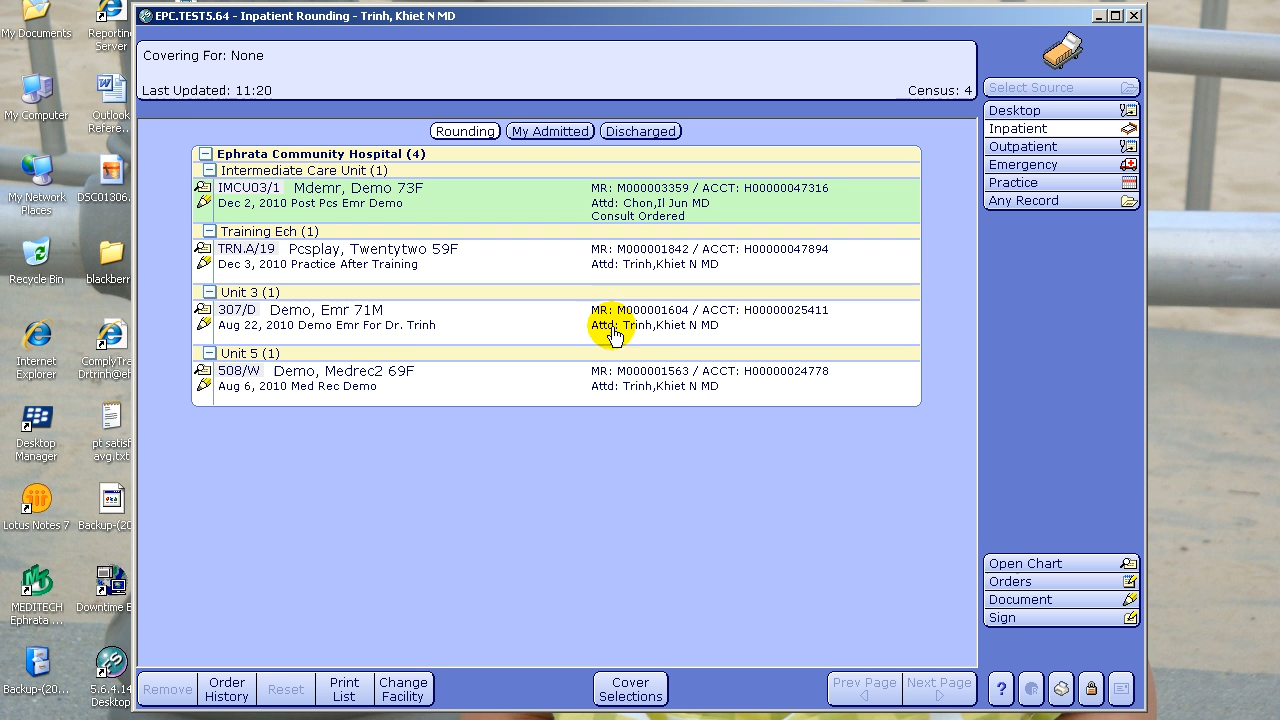 My Documents
Reporting
Server
My Computer
Outlook
Refere...
My Network
Places
DSC01306.
Recycle Bin
blackberr
Internet
Explorer
ComplyTra
Drtrinh@e
Desktop
Manager
pt satisf
avg.txt
Lotus Notes 7
Backup-(20
MEDITECH
Ephrata ...
Downtime E
Backup-(20...
5.6.4.14
Desktop
EPC.TEST5.64 - Inpatient Rounding - Trinh, Khiet N MD
Covering For: None
Last Updated: 11:20
Census: 4
Rounding
My Admitted
Discharged
Ephrata Community Hospital (4)
Intermediate Care Unit (1)
IMCU03/1 Mdemr, Demo 73F MR: M000003359 / ACCT: H00000047316
Dec 2, 2010 Post Pcs Emr Demo Attd: Chon,Il Jun MD
Consult Ordered
Training Ech (1)
TRN.A/19 Pcsplay, Twentytwo 59F MR: M000001842 / ACCT: H00000047894
Dec 3, 2010 Practice After Training Attd: Trinh,Khiet N MD
Unit 3 (1)
307/D Demo, Emr 71M MR: M000001604 / ACCT: H00000025411
Aug 22, 2010 Demo Emr For Dr. Trinh Attd: Trinh,Khiet N MD
Unit 5 (1)
508/W Demo, Medrec2 69F MR: M000001563 / ACCT: H00000024778
Aug 6, 2010 Med Rec Demo Attd: Trinh,Khiet N MD
Select Source
Desktop
Inpatient
Outpatient
Emergency
Practice
Any Record
Open Chart
Orders
Document
Sign
Remove
Order
History
Reset
Print
List
Change
Facility
Cover
Selections
Prev Page
Next Page
?